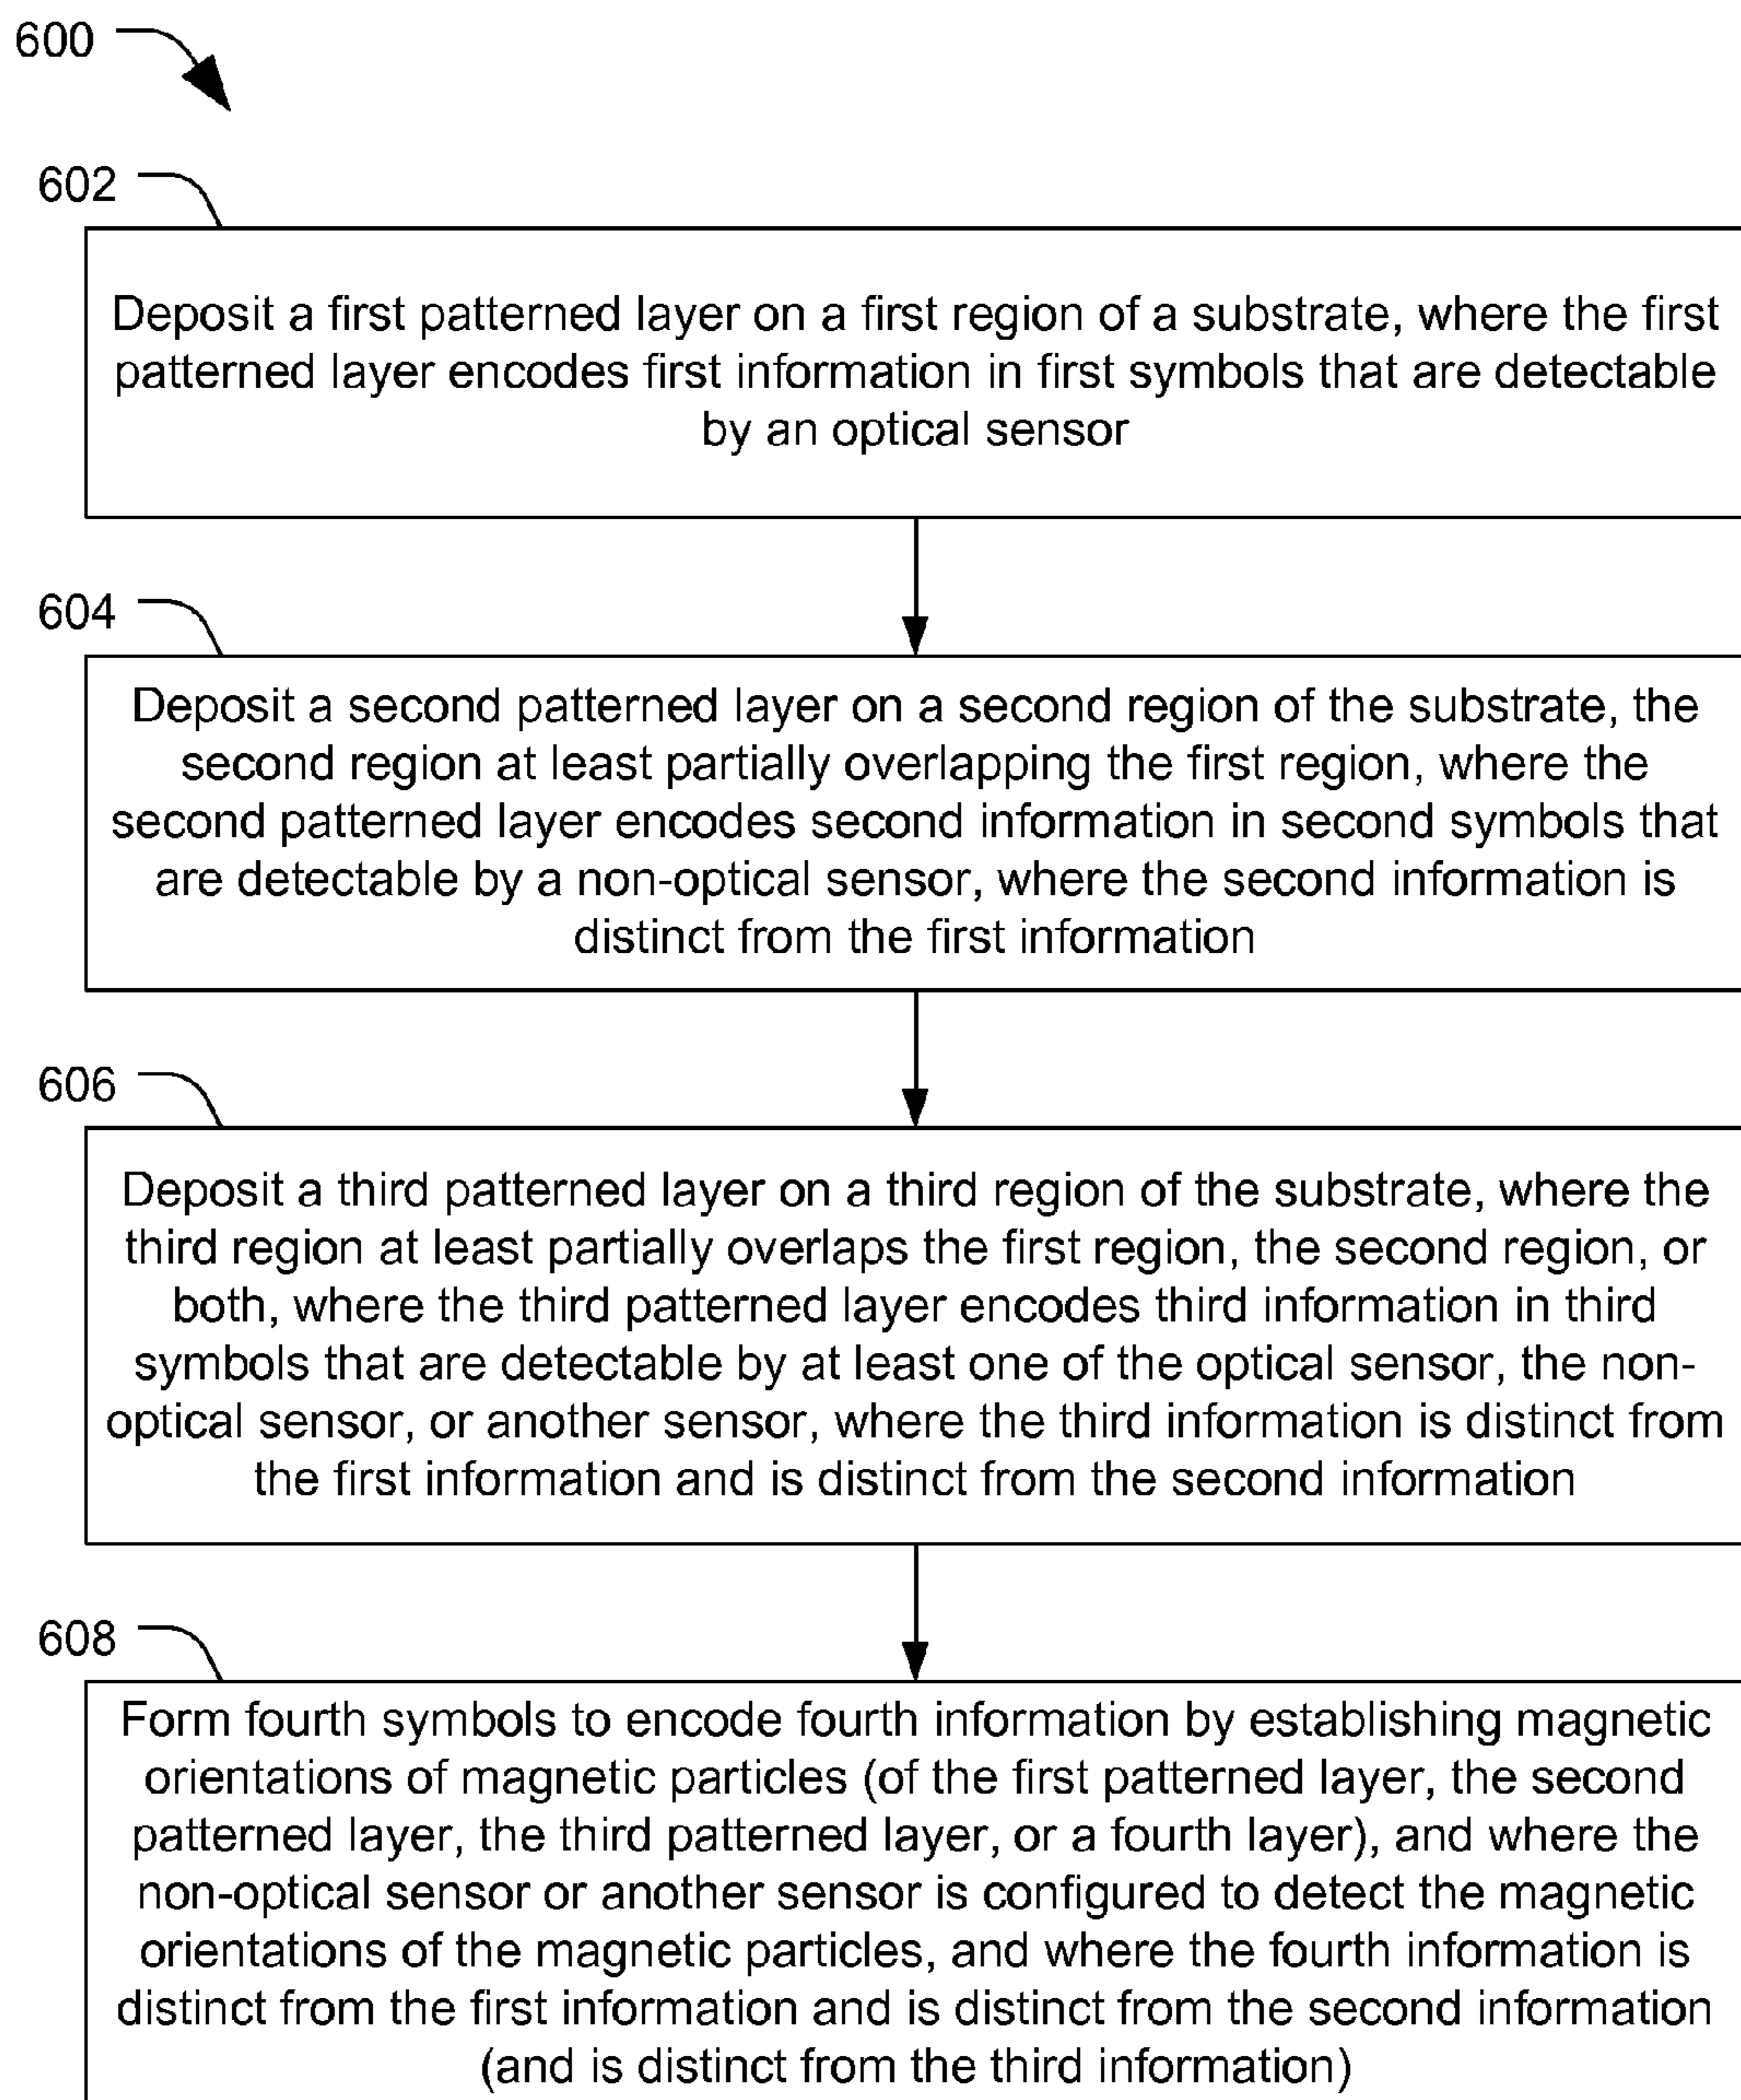 600
602
Deposit a first patterned layer on a first region of a substrate, where the first
patterned layer encodes first information in first symbols that are detectable
by an optical sensor
604
Deposit a second patterned layer on a second region of the substrate, the
second region at least partially overlapping the first region, where the
second patterned layer encodes second information in second symbols that
are detectable by a non-optical sensor, where the second information is
distinct from the first information
606
Deposit a third patterned layer on a third region of the substrate, where the
third region at least partially overlaps the first region, the second region, or
both, where the third patterned layer encodes third information in third
symbols that are detectable by at least one of the optical sensor, the non-
optical sensor, or another sensor, where the third information is distinct from
the first information and is distinct from the second information
608
Form fourth symbols to encode fourth information by establishing magnetic
orientations of magnetic particles (of the first patterned layer, the second
patterned layer, the third patterned layer, or a fourth layer), and where the
non-optical sensor or another sensor is configured to detect the magnetic
orientations of the magnetic particles, and where the fourth information is
distinct from the first information and is distinct from the second information
(and is distinct from the third information)